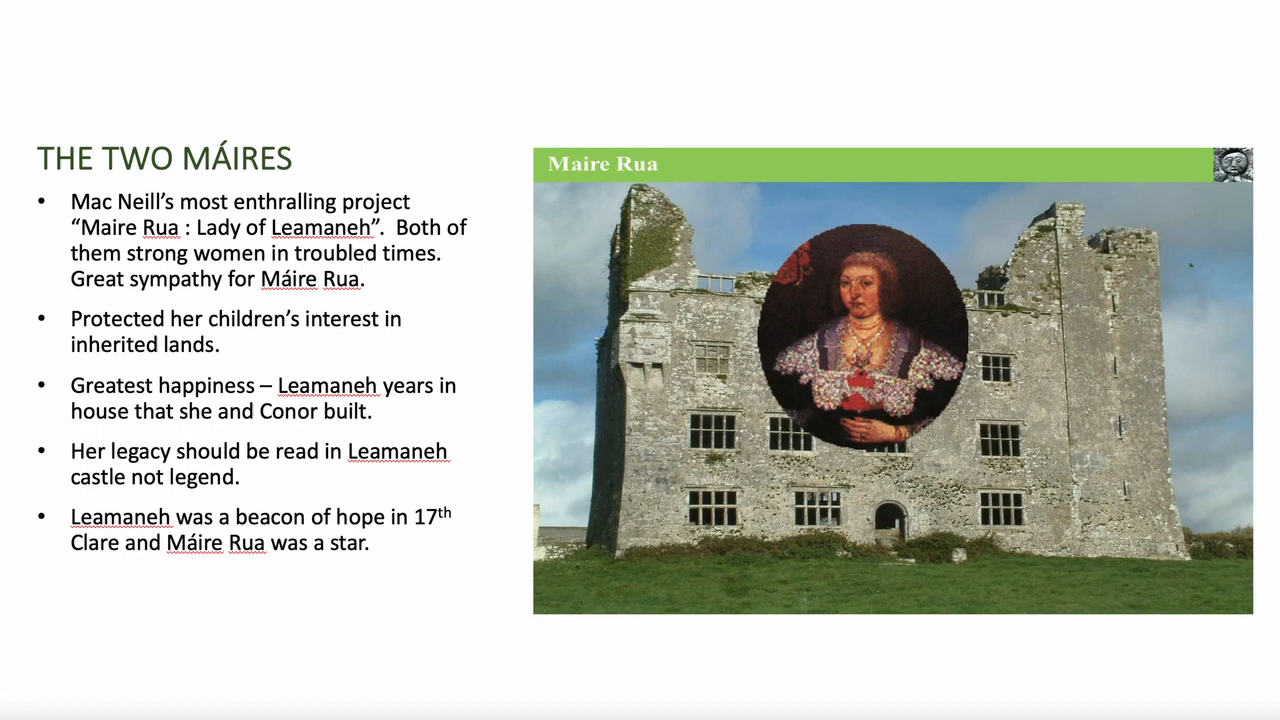 THE TWO MÁIRES
• Mac Neill’s most enthralling project
“Maire Rua : Lady of Leamaneh”. Both of
them strong women in troubled times.
Great sympathy for Máire Rua.
• Protected her children’s interest in
inherited lands.
• Greatest happiness – Leamaneh years in
house that she and Conor built.
• Her legacy should be read in Leamaneh
castle not legend.
• Leamaneh was a beacon of hope in 17th
Clare and Máire Rua was a star.
Maire Rua